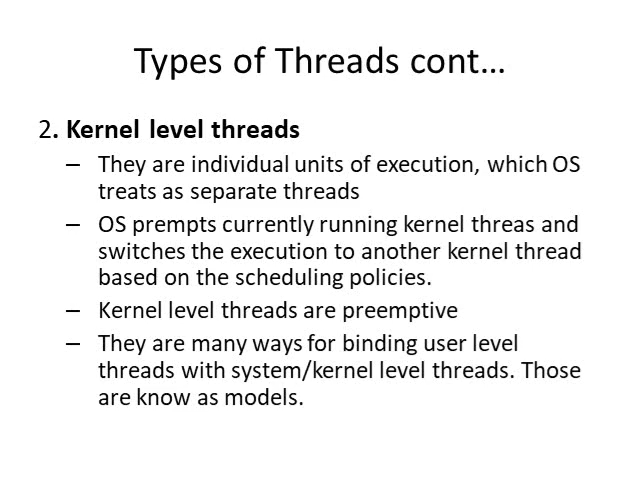 Types of Threads cont…
2. Kernel level threads
– They are individual units of execution, which OS
treats as separate threads
– OS prempts currently running kernel threas and
switches the execution to another kernel thread
based on the scheduling policies.
– Kernel level threads are preemptive
– They are many ways for binding user level
threads with system/kernel level threads. Those
are know as models.